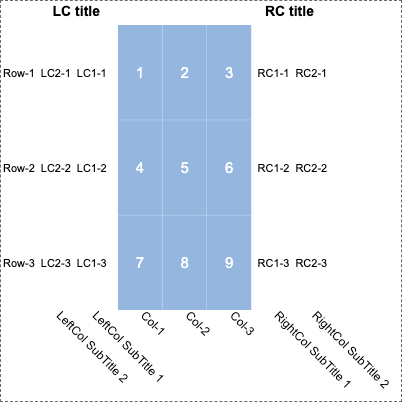 LC title RC title
Row-1 LC2-1 LC1-1 1 2 3 RC1-1 RC2-1
Row-2 LC2-2 LC1-2 4 5 6 RC1-2 RC2-2
Row-3 LC2-3 LC1-3 7 8 9 RC1-3 RC2-3
LeftCol SubTitle 2
LeftCol SubTitle 1
Col-1
Col-2
Col-3
RightCol SubTitle 1
RightCol SubTitle 2